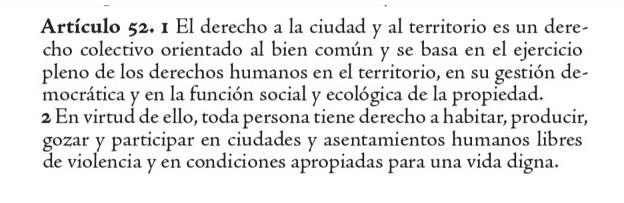 Artículo 52. 1 El derecho a la ciudad y al territorio es un dere-
cho colectivo orientado al bien común y se basa en el ejercicio
pleno de los derechos humanos en el territorio, en su gestión de-
mocrática y en la función social y ecológica de la propiedad.
2 En virtud de ello, toda persona tiene derecho a habitar, producir,
gozar y participar en ciudades y asentamientos humanos libres
de violencia y en condiciones apropiadas para una vida digna.